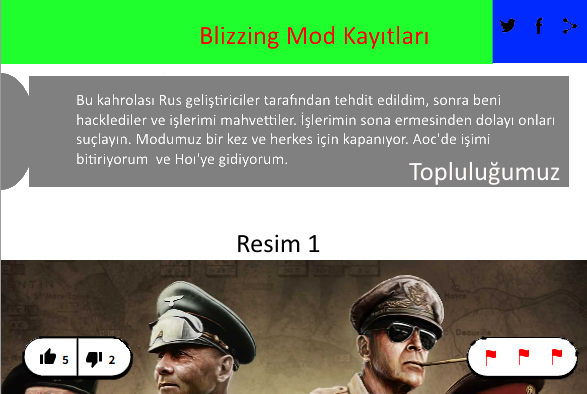 Blizzing Mod Kayıtları
Bu kahrolası Rus geliştiriciler tarafından tehdit edildim, sonra beni
hacklediler ve işlerimi mahvettiler. İşlerimin sona ermesinden dolayı onları
suçlayın. Modumuz bir kez ve herkes için kapanıyor. Aoc'de işimi
bitiriyorum  ve Hoı'ye gidiyorum.
Topluluğumuz
Resim 1
5 2